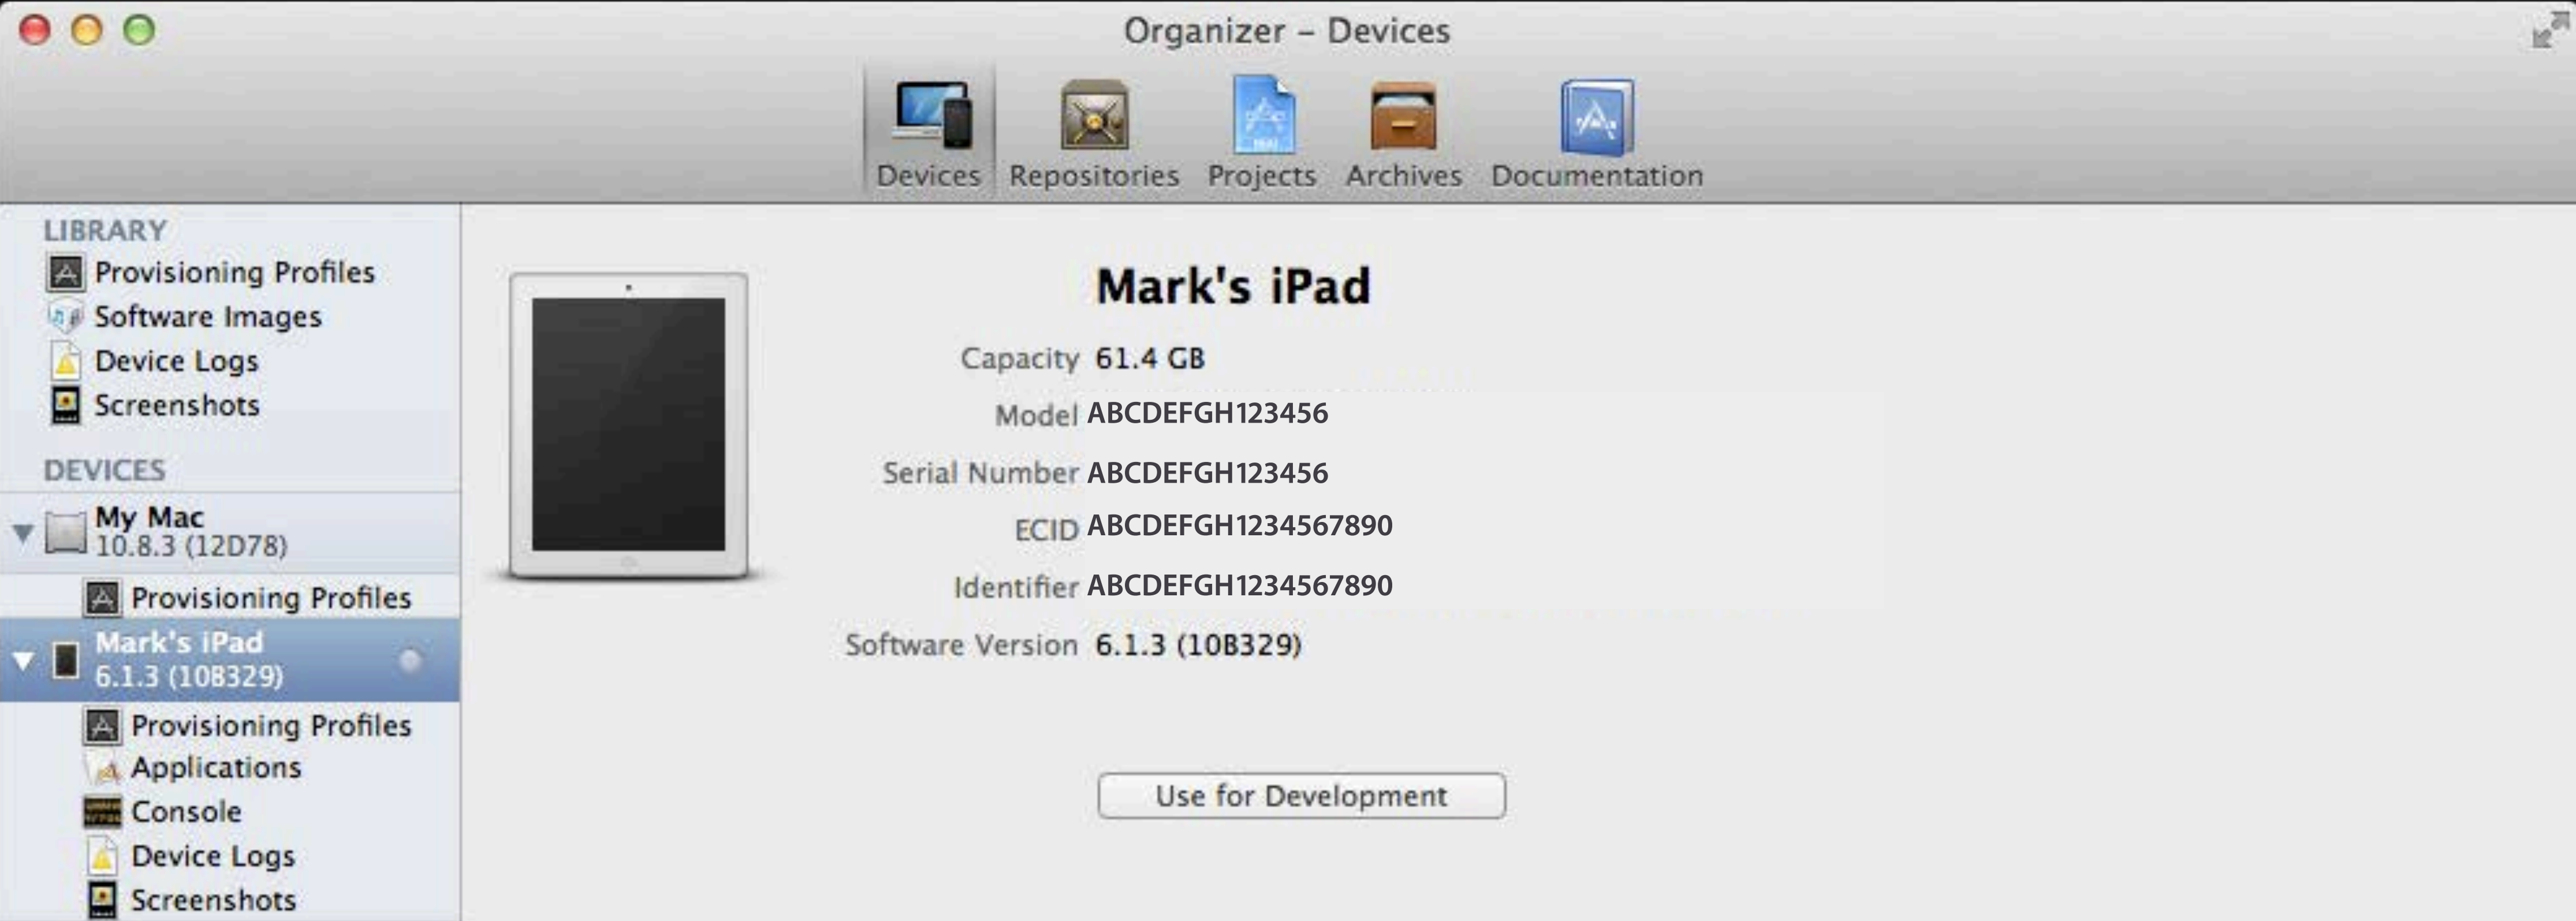 Organizer – Devices
Devices Repositories Projects Archives Documentation
LIBRARY
Provisioning Profiles
Software Images
Device Logs
Screenshots
DEVICES
My Mac
10.8.3 (12D78)
Provisioning Profiles
Mark's iPad
6.1.3 (10B329)
Provisioning Profiles
Applications
Console
Device Logs
Screenshots
Mark's iPad
Capacity 61.4 GB
Model ABCDEFGH123456
Serial Number ABCDEFGH123456
ECID ABCDEFGH1234567890
Identifier ABCDEFGH1234567890
Software Version 6.1.3 (10B329)
Use for Development